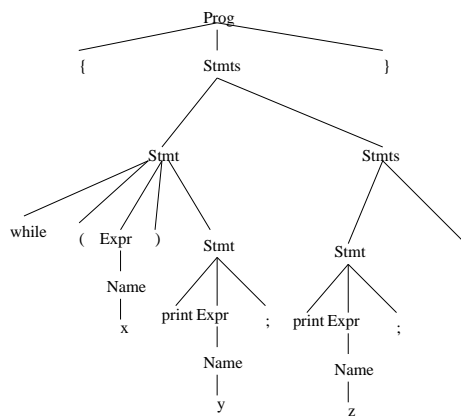 Prog
{ Stmts }
Stmt Stmts
while ( Expr ) Stmt Stmt
Name print Expr ; print Expr ;
x Name Name
y z